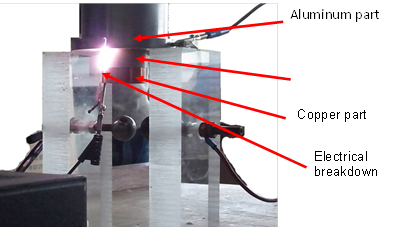 Aluminum part
Copper part
Electrical
breakdown